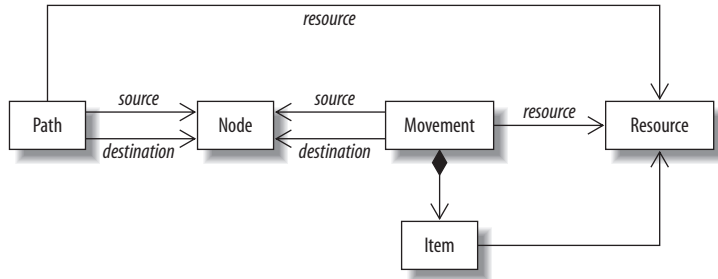 resource
source
source
resource
Path
Node
Movement
Resource
destination
destination
Item